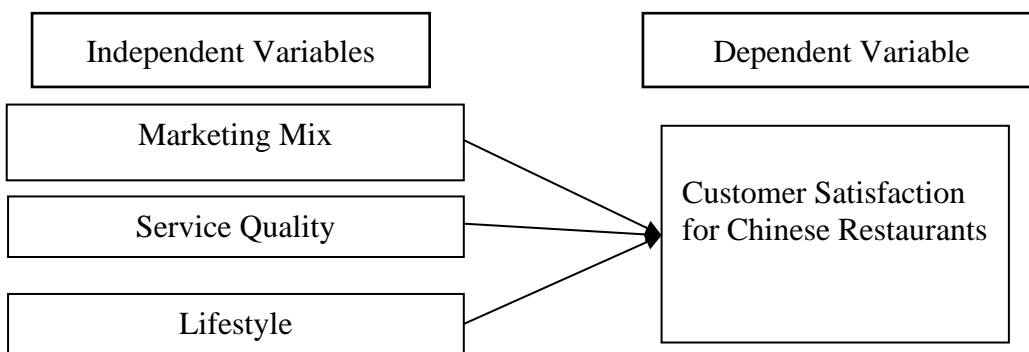 Independent Variables
Dependent Variable
Marketing Mix
Service Quality
Lifestyle
Customer Satisfaction
for Chinese Restaurants